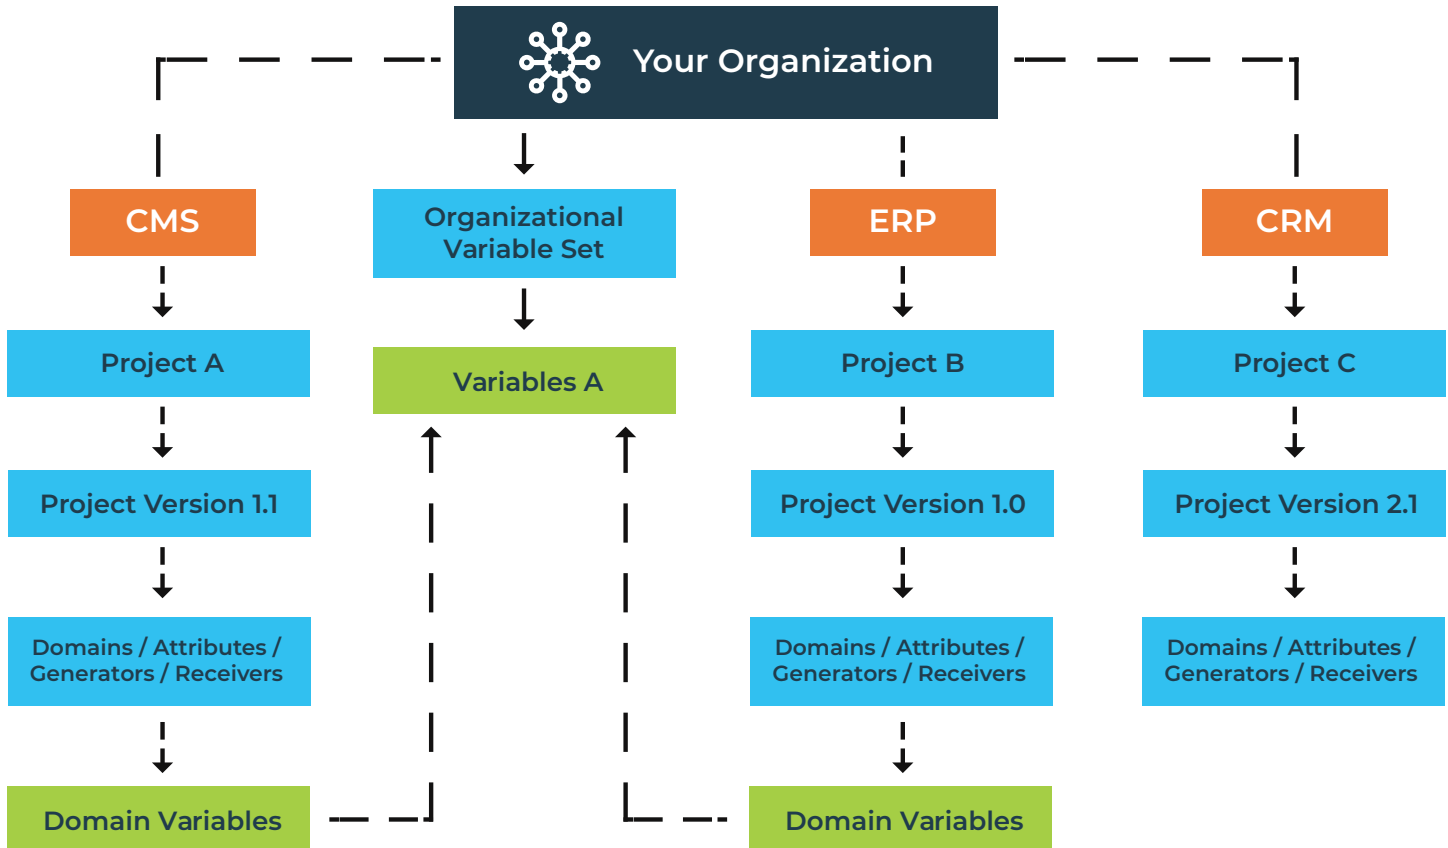 Your Organization
CMS
Organizational
Variable Set
ERP
CRM
Project A
Variables A
Project B
Project C
Project Version 1.1
Project Version 1.0
Project Version 2.1
Domains / Attributes /
Generators / Receivers
Domains / Attributes /
Generators / Receivers
Domains / Attributes /
Generators / Receivers
Domain Variables
Domain Variables